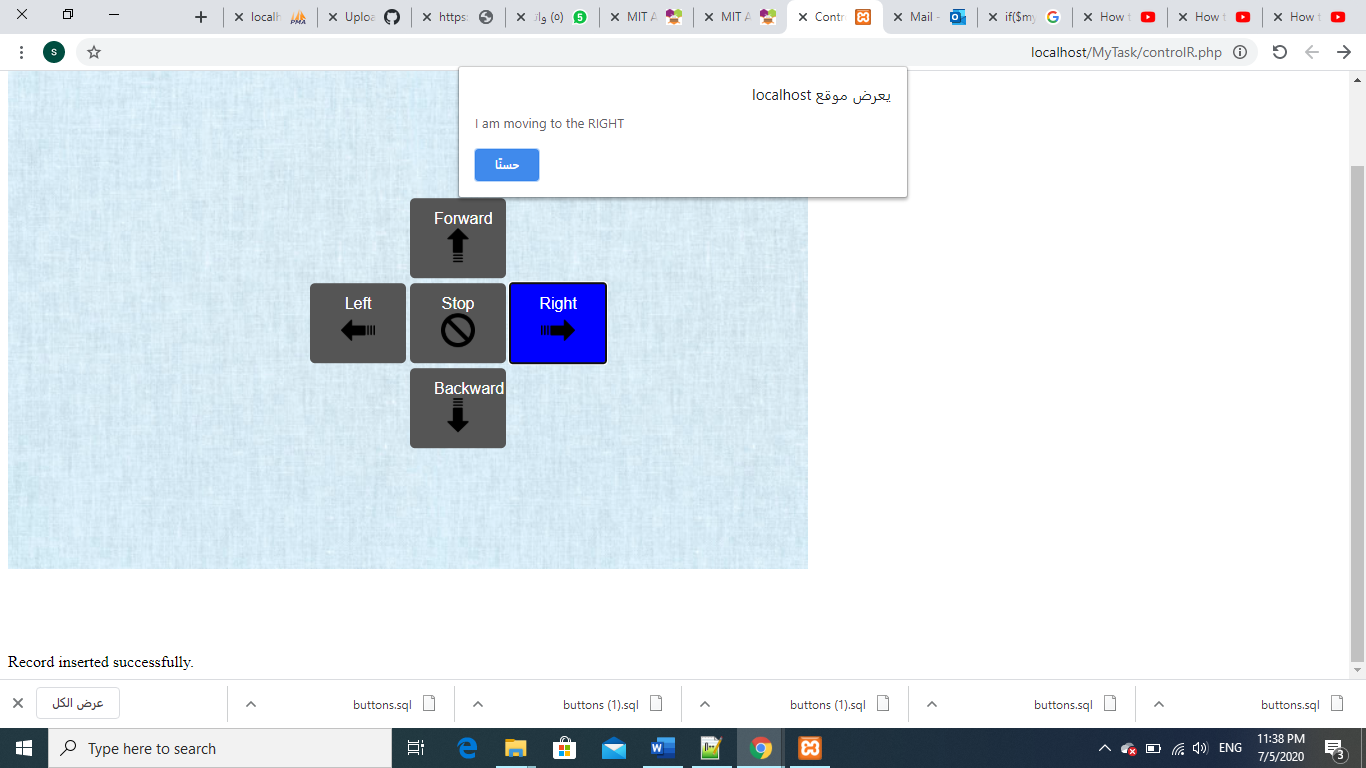 localh
Uploa
https:
(٥) وات
MIT A
MIT A
Contr
Mail -
if($my
How t
How t
How t
s
localhost/MyTask/controlR.php
يعرض موقع localhost
I am moving to the RIGHT
حسنًا
Forward
Left
Stop
Right
Backward
Record inserted successfully.
عرض الكل
buttons.sql
buttons (1).sql
buttons (1).sql
buttons.sql
buttons.sql
Type here to search
ENG
11:38 PM
7/5/2020
3